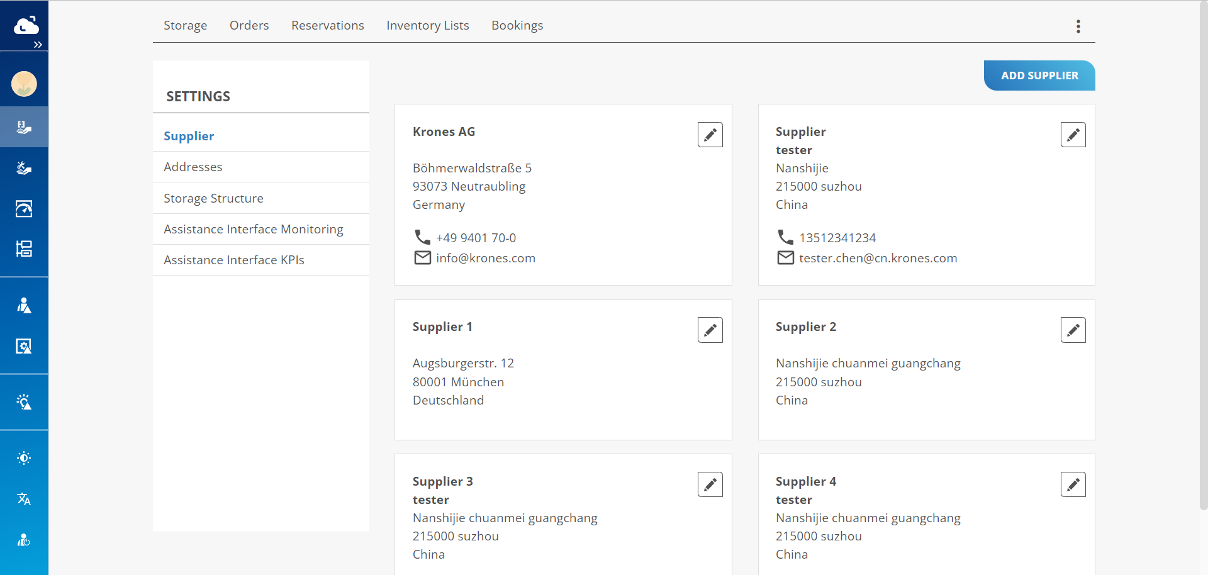 Storage Orders Reservations Inventory Lists Bookings
SETTINGS
Supplier
Addresses
Storage Structure
Assistance Interface Monitoring
Assistance Interface KPIs
ADD SUPPLIER
Krones AG
Böhmerwaldstraße 5
93073 Neutraubling
Germany
+49 9401 70-0
info@krones.com
Supplier
tester
Nanshijie
215000 suzhou
China
13512341234
tester.chen@cn.krones.com
Supplier 1
Augsburgerstr. 12
80001 München
Deutschland
Supplier 2
Nanshijie chuanmei guangchang
215000 suzhou
China
Supplier 3
tester
Nanshijie chuanmei guangchang
215000 suzhou
China
Supplier 4
tester
Nanshijie chuanmei guangchang
215000 suzhou
China